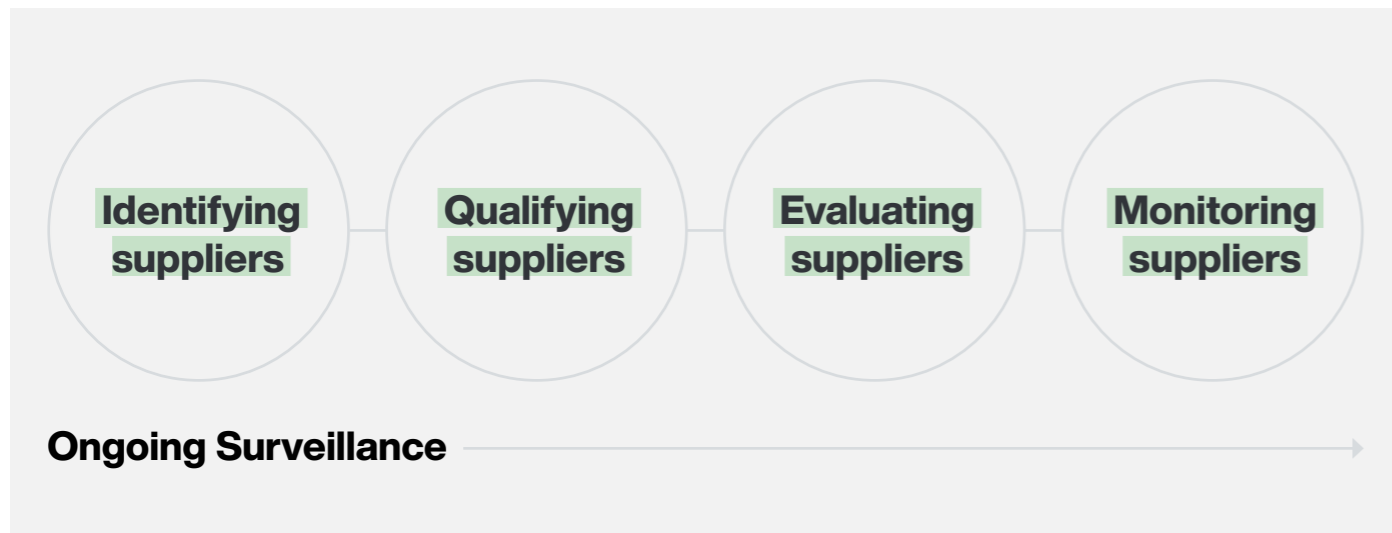 Identifying
suppliers
Qualifying
suppliers
Evaluating
suppliers
Monitoring
suppliers
Ongoing Surveillance